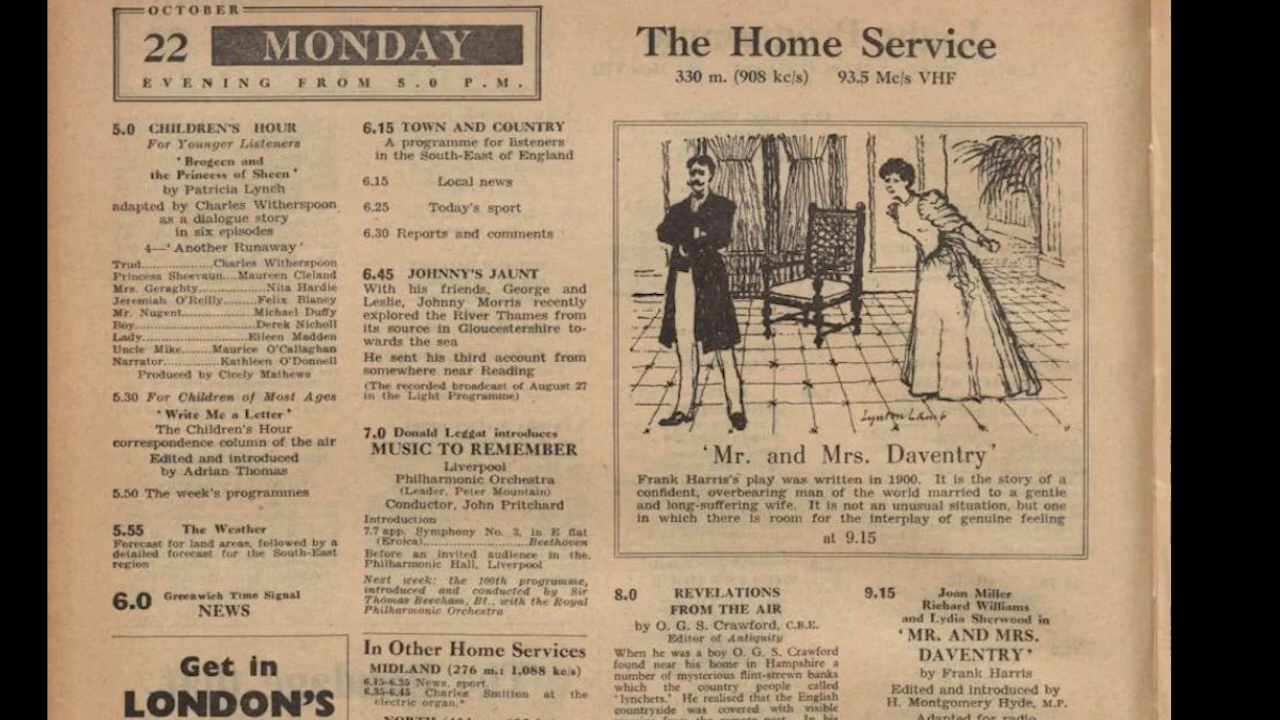 OCTOBER
22 MONDAY
EVENING FROM 5.0 P.M.
The Home Service
330 m. (908 kc/s) 93.5 Mc/s VHF
5.0 CHILDREN'S HOUR
For Younger Listeners
'Brogeen and
the Princess of Sheen'
by Patricia Lynch
adapted by Charles Witherspoon
as a dialogue story
in six episodes
4—'Another Runaway'
Trud..................Charles Witherspoon
Princess Sheevaun...Maureen Cleland
Mrs. Geraghty..................Nita Hardie
Jeremiah O'Reilly.........Felix Blaney
Mr. Nugent..................Michael Duffy
Boy..............................Derek Nicholl
Lady............................Eileen Madden
Uncle Mike.......Maurice O'Callaghan
Narrator.............Kathleen O'Donnell
Produced by Cicely Mathews
5.30 For Children of Most Ages
'Write Me a Letter'
The Children's Hour
correspondence column of the air
Edited and introduced
by Adrian Thomas
5.50 The week's programmes
5.55 The Weather
Forecast for land areas, followed by a
detailed forecast for the South-East
region
6.0 Greenwich Time Signal
NEWS
Get in
LONDON'S
6.15 TOWN AND COUNTRY
A programme for listeners
in the South-East of England
6.15 Local news
6.25 Today's sport
6.30 Reports and comments
6.45 JOHNNY'S JAUNT
With his friends, George and
Leslie, Johnny Morris recently
explored the River Thames from
its source in Gloucestershire to-
wards the sea
He sent his third account from
somewhere near Reading
(The recorded broadcast of August 27
in the Light Programme)
7.0 Donald Leggat introduces
MUSIC TO REMEMBER
Liverpool
Philharmonic Orchestra
(Leader, Peter Mountain)
Conductor, John Pritchard
Introduction
7.7 app. Symphony No. 3, in E flat
(Eroica)..........................Beethoven
Before an invited audience in the
Philharmonic Hall, Liverpool
Next week: the 100th programme,
introduced and conducted by Sir
Thomas Beecham, Bt., with the Royal
Philharmonic Orchestra
In Other Home Services
MIDLAND (276 m.: 1,088 kc/s)
6.15-6.35 News, sport.
6.35-6.45 Charles Smitton at the
electric organ.*
Lynton Lamb
'Mr. and Mrs. Daventry'
Frank Harris's play was written in 1900. It is the story of a
confident, overbearing man of the world married to a gentle
and long-suffering wife. It is not an unusual situation, but one
in which there is room for the interplay of genuine feeling
at 9.15
8.0 REVELATIONS
FROM THE AIR
by O. G. S. Crawford, C.B.E.
Editor of Antiquity
When he was a boy O. G. S. Crawford
found near his home in Hampshire a
number of mysterious flint-strewn banks
which the country people called
'lynchets.' He realised that the English
countryside was covered with visible
9.15 Joan Miller
Richard Williams
and Lydia Sherwood in
'MR. AND MRS.
DAVENTRY'
by Frank Harris
Edited and introduced by
H. Montgomery Hyde, M.P.
Adapted for radio